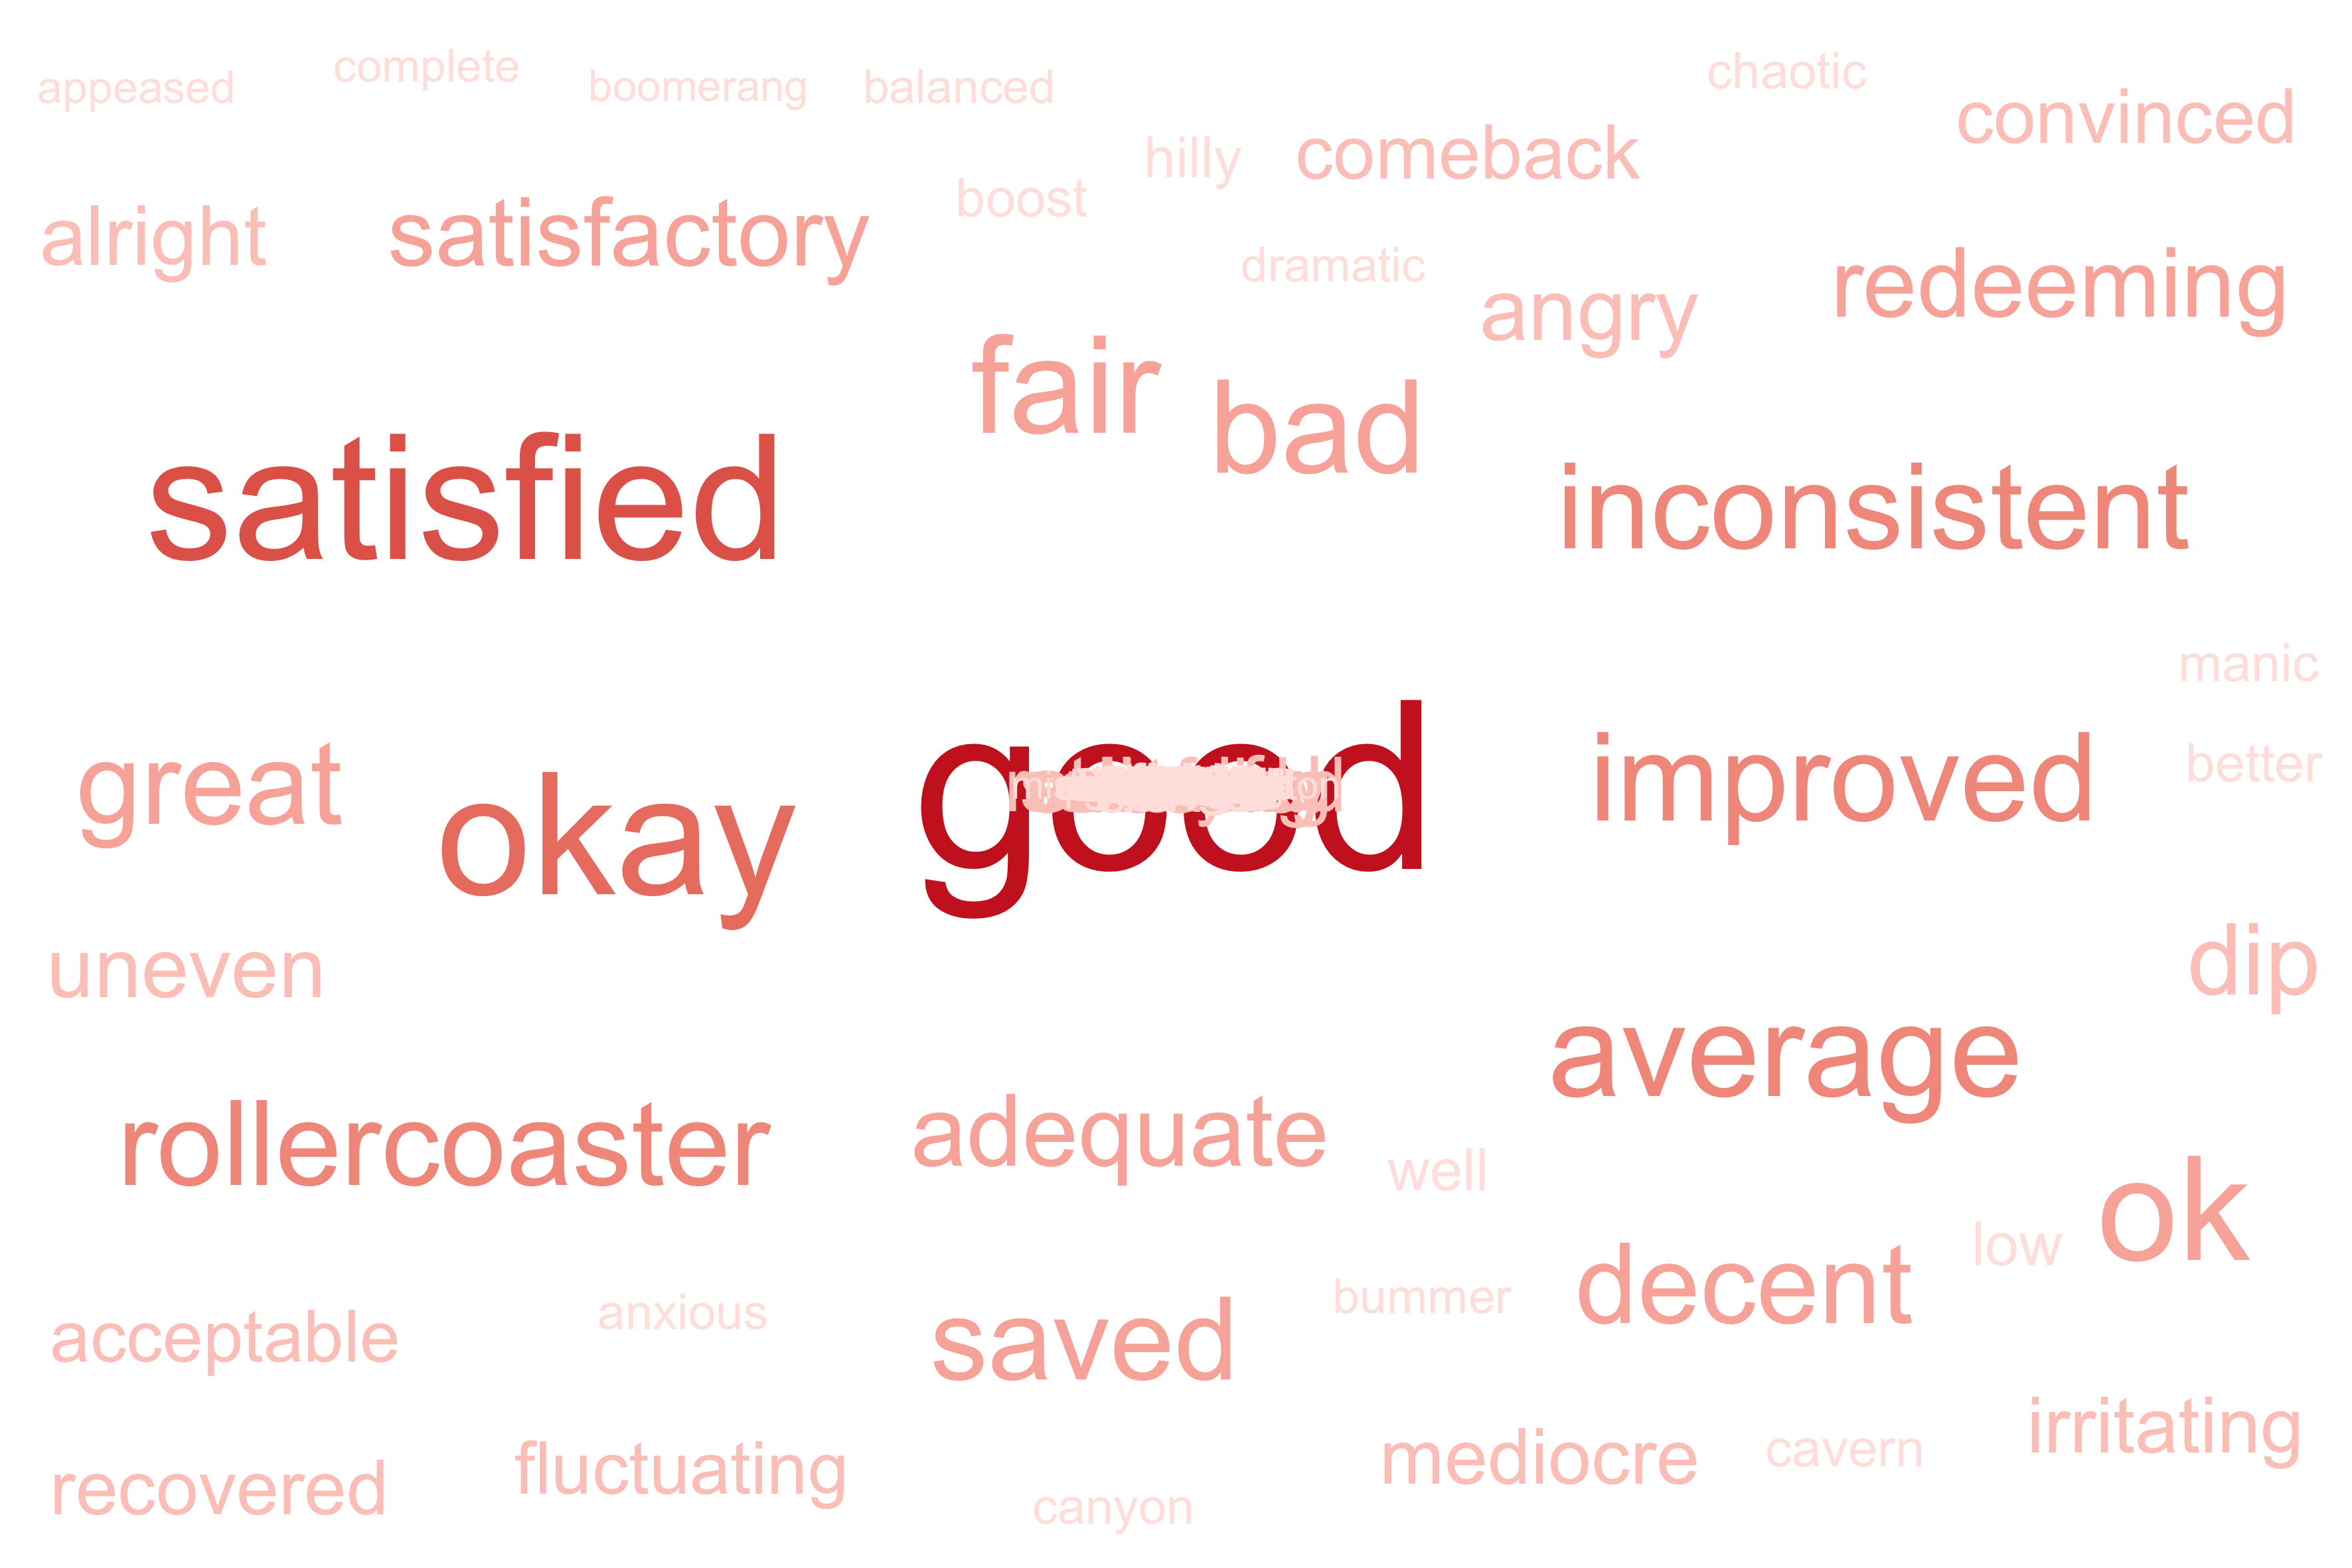 appeased complete boomerang balanced chaotic convinced
hilly comeback
alright satisfactory boost
dramatic angry redeeming
fair bad
satisfied inconsistent
manic
great okay good improved better
uneven dip
average
rollercoaster adequate well
ok
low
acceptable anxious saved bummer decent
recovered fluctuating mediocre cavern irritating
canyon